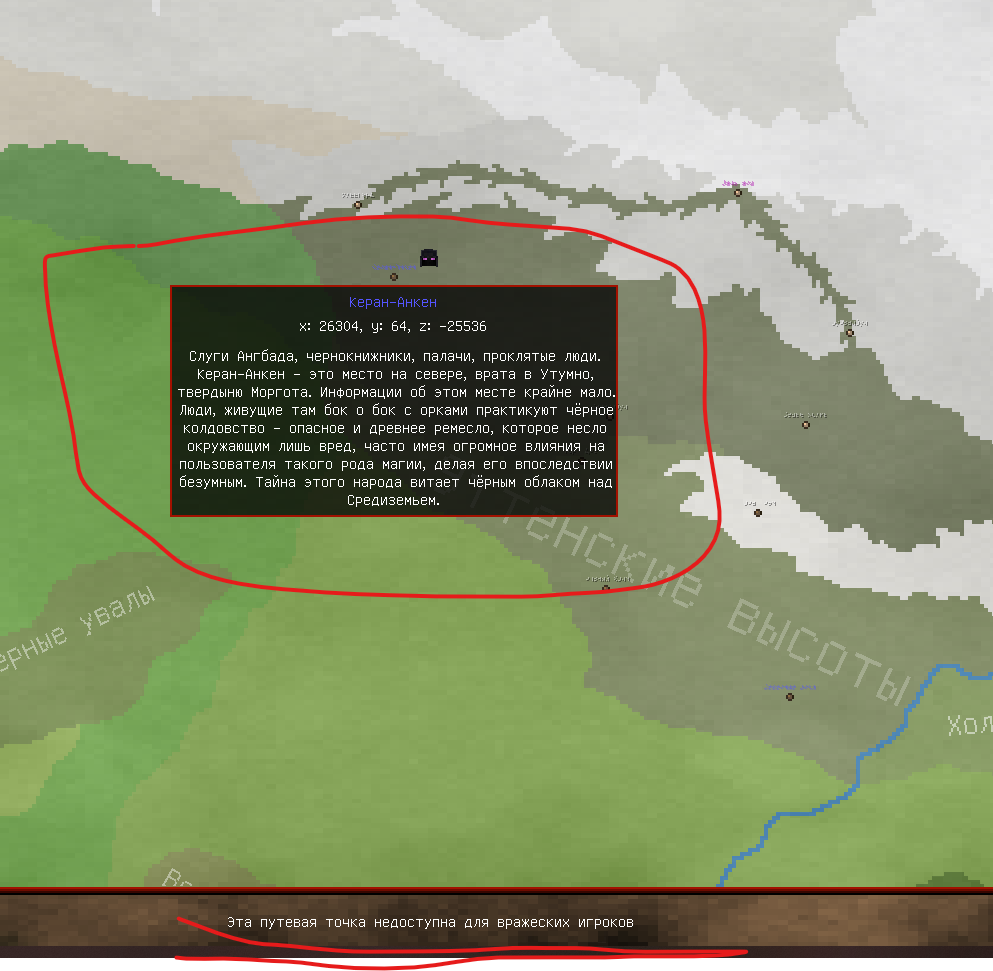 Керан-Анкен
x: 26304, y: 64, z: -25536
Слуги Ангбада, чернокнижники, палачи, проклятые люди.
Керан-Анкен - это место на севере, врата в Утумно,
твердыню Моргота. Информации об этом месте крайне мало.
Люди, живущие там бок о бок с орками практикуют чёрное
колдовство - опасное и древнее ремесло, которое несло
окружающим лишь вред, часто имея огромное влияния на
пользователя такого рода магии, делая его впоследствии
безумным. Тайна этого народа витает чёрным облаком над
Средиземьем.
ттенские высоты
ерные увалы
Хол
Вр
Эта путевая точка недоступна для вражеских игроков